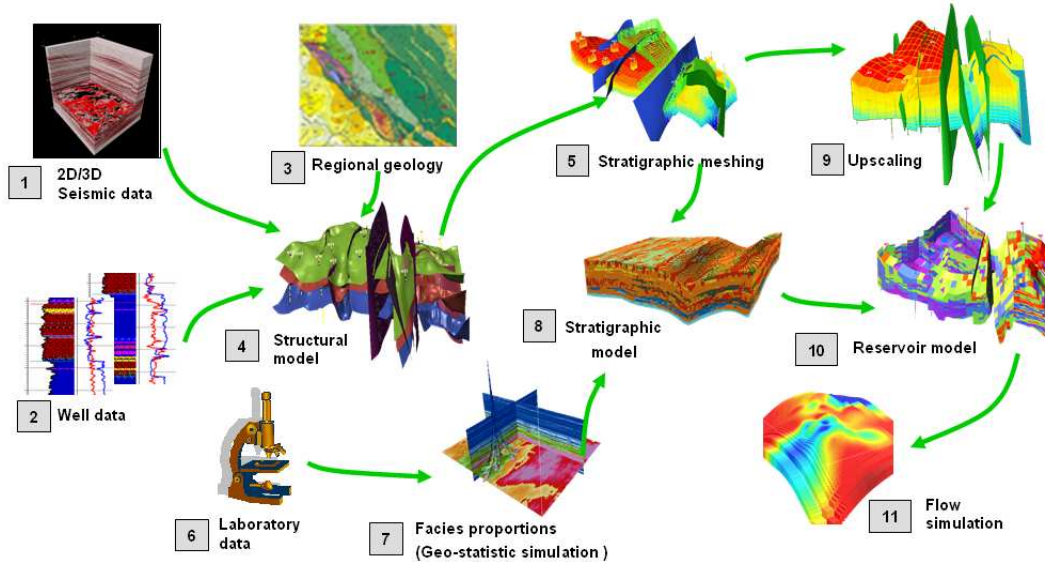 1
2D/3D
Seismic data
3
Regional geology
5
Stratigraphic meshing
9
Upscaling
2
Well data
4
Structural
model
8
Stratigraphic
model
10
Reservoir model
6
Laboratory
data
7
Facies proportions
(Geo-statistic simulation )
11
Flow
simulation